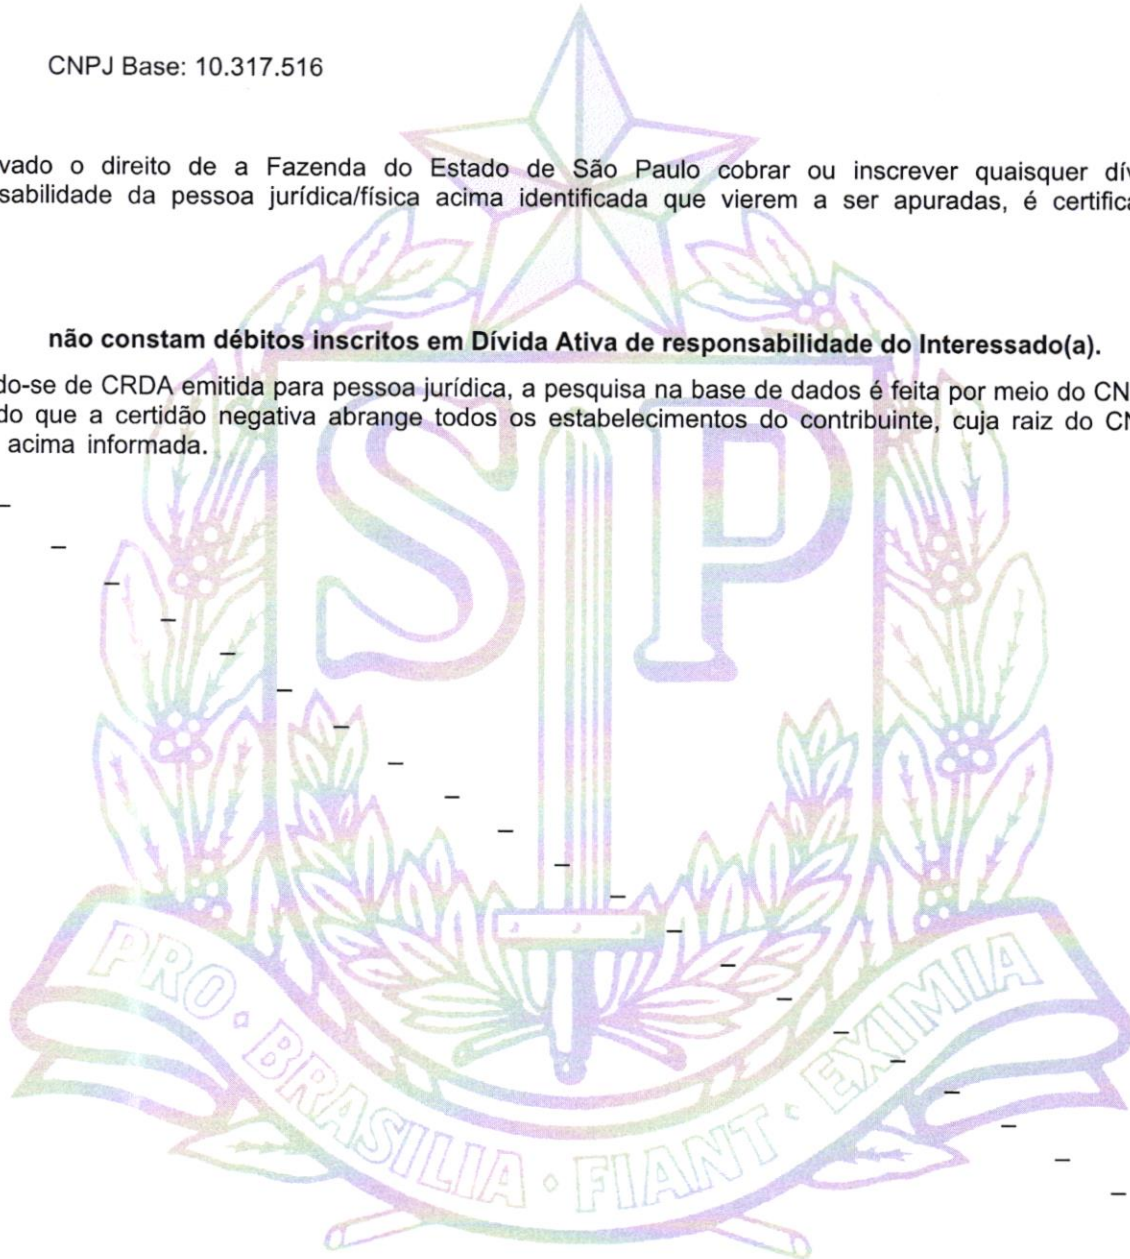 CNPJ Base: 10.317.516
vado o direito de a Fazenda do Estado de São Paulo cobrar ou inscrever quaisquer dív
sabilidade da pessoa jurídica/física acima identificada que vierem a ser apuradas, é certifica
não constam débitos inscritos em Dívida Ativa de responsabilidade do Interessado(a).
do-se de CRDA emitida para pessoa jurídica, a pesquisa na base de dados é feita por meio do CN
do que a certidão negativa abrange todos os estabelecimentos do contribuinte, cuja raiz do CN
acima informada.
SP
PRO • BRASILIA • FIANT • EXIMIA